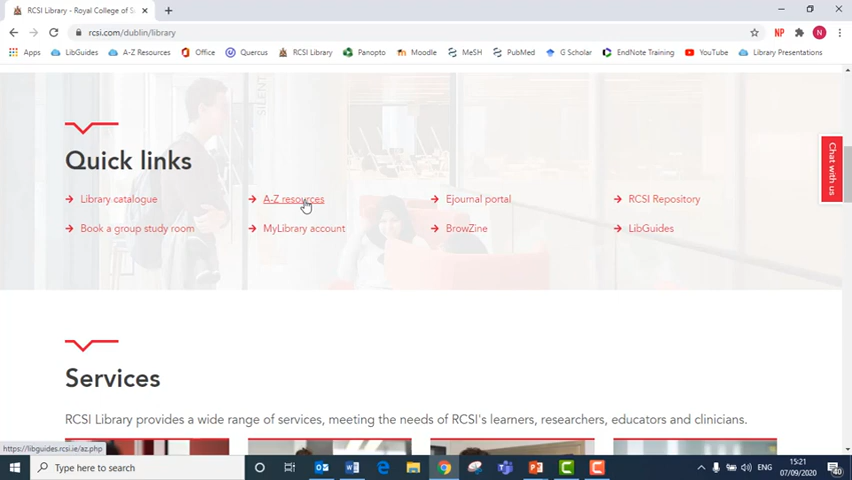 RCSI Library - Royal College of S
rcsi.com/dublin/library
N
Apps LibGuides A-Z Resources Office Quercus RCSI Library Panopto Moodle MeSH PubMed G Scholar EndNote Training YouTube Library Presentations
NP
SILENT
Quick links
Library catalogue A-Z resources Ejournal portal RCSI Repository
Book a group study room MyLibrary account BrowZine LibGuides
Chat with us
Services
RCSI Library provides a wide range of services, meeting the needs of RCSI's learners, researchers, educators and clinicians.
https://libguides.rcsi.ie/az.php
Type here to search
ENG
15:21
07/09/2020
40